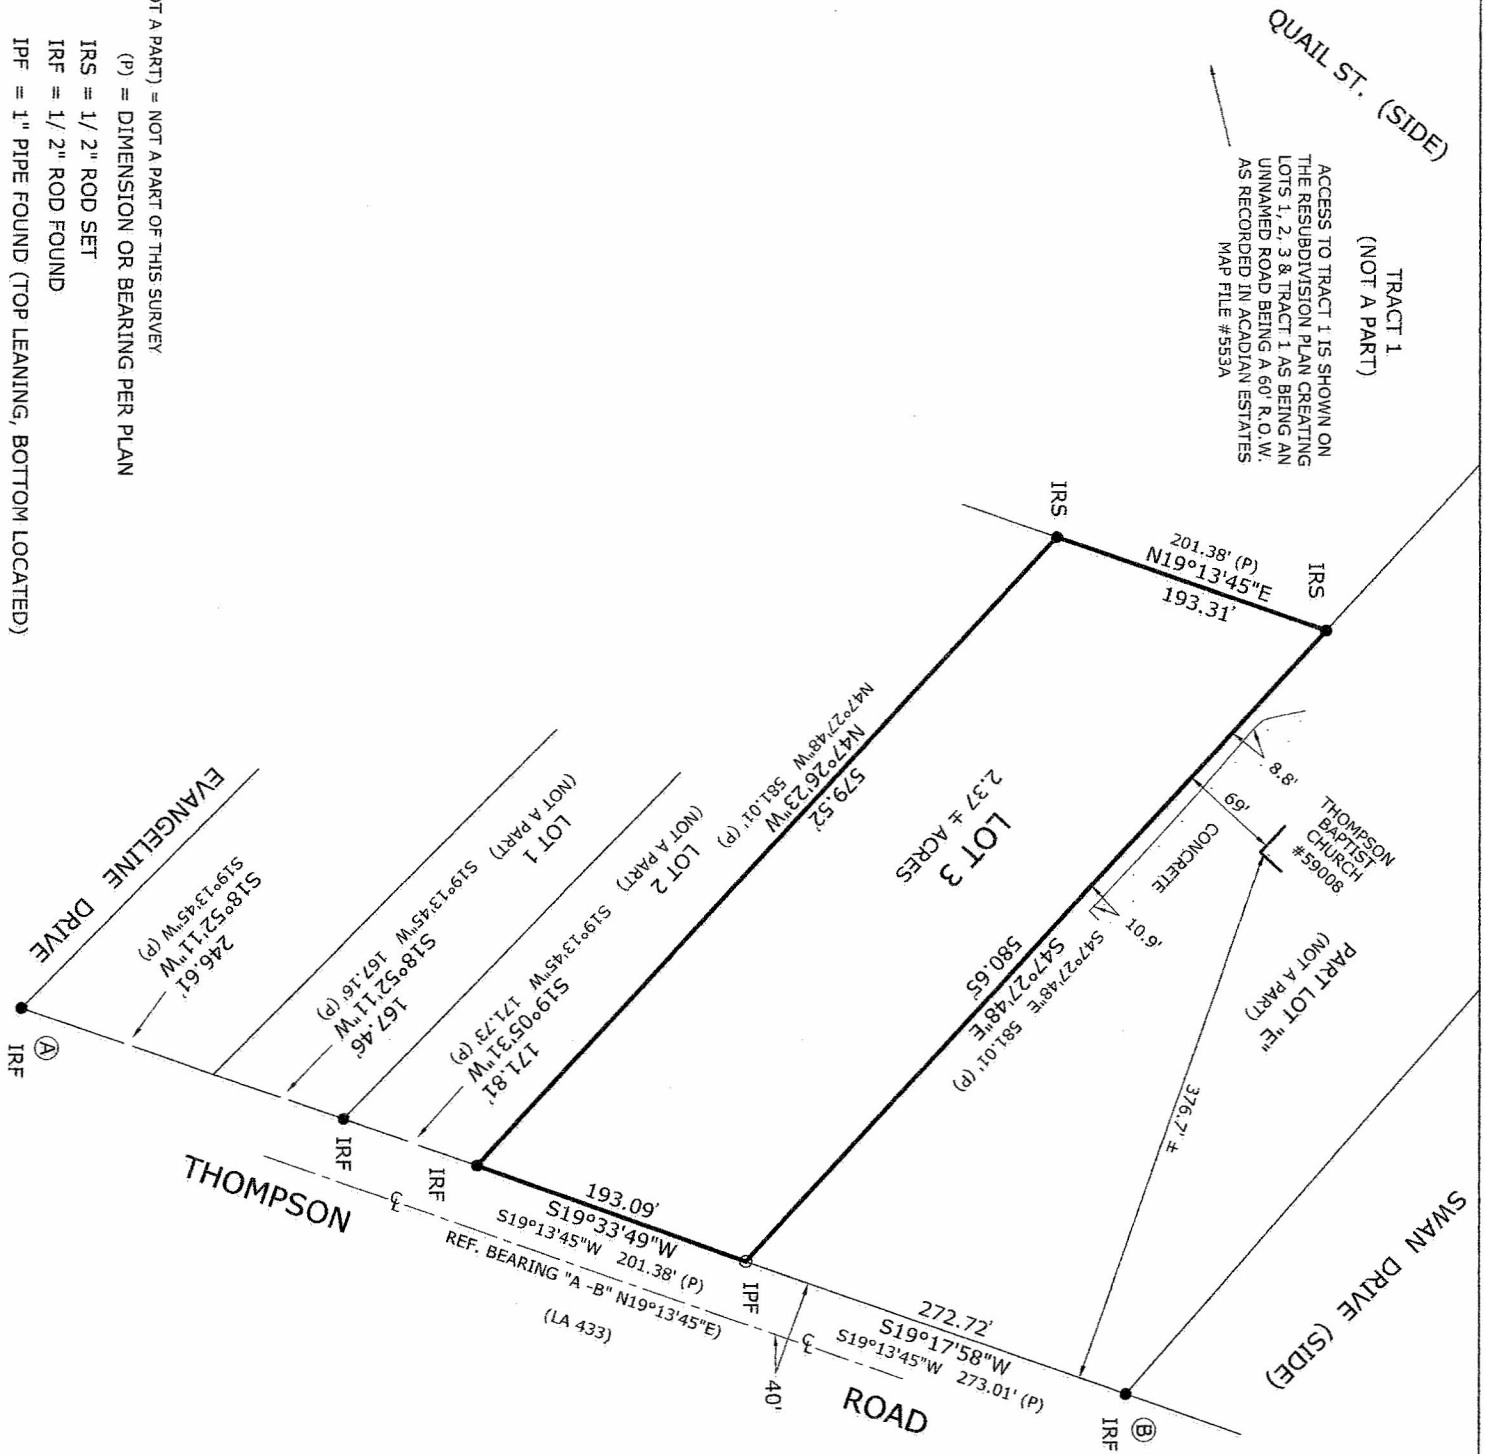 QUAIL ST. (SIDE)
TRACT 1
(NOT A PART)
ACCESS TO TRACT 1 IS SHOWN ON
THE RESUBDIVISION PLAN CREATING
LOTS 1, 2, 3 & TRACT 1 AS BEING AN
UNNAMED ROAD BEING A 60' R.O.W.
AS RECORDED IN ACADIAN ESTATES
MAP FILE #553A
IRS
IRS
201.38' (P)
N19°13'45"E
193.31'
8.8'
69'
THOMPSON
BAPTIST
CHURCH
#59008
CONCRETE
10.9'
PART LOT "E"
(NOT A PART)
376.7' ±
SWAN DRIVE (SIDE)
S47°27'48"E 581.01' (P)
S47°27'48"E
580.65'
LOT 3
2.37 ± ACRES
579.52'
N47°26'23"W
N47°27'48"W 581.01' (P)
LOT 2
(NOT A PART)
S19°13'45"W 171.73' (P)
S19°05'31"W
171.81'
LOT 1
(NOT A PART)
S19°13'45"W 167.16' (P)
S18°52'11"W
167.46'
EVANGELINE DRIVE
S19°13'45"W (P)
S18°52'11"W
246.61'
A
IRF
IRF
IRF
193.09'
S19°33'49"W
S19°13'45"W 201.38' (P)
IPF
272.72'
S19°17'58"W
S19°13'45"W 273.01' (P)
B
IRF
THOMPSON ROAD
℄
REF. BEARING "A -B" N19°13'45"E)
℄
(LA 433)
40'
OT A PART) = NOT A PART OF THIS SURVEY
(P) = DIMENSION OR BEARING PER PLAN
IRS = 1/ 2" ROD SET
IRF = 1/ 2" ROD FOUND
IPF = 1" PIPE FOUND (TOP LEANING, BOTTOM LOCATED)